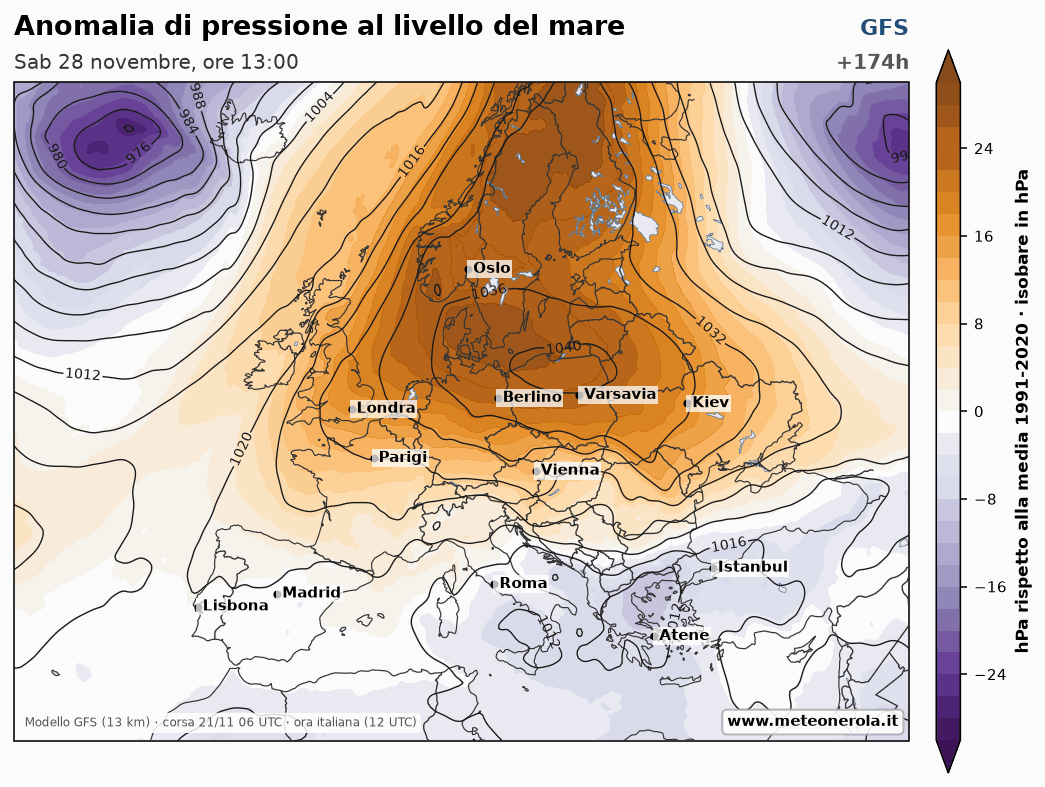 Anomalia di pressione al livello del mare
GFS
Sab 28 novembre, ore 13:00
+174h
988
984
1004
980
976
1016
99
1012
Oslo
1036
1032
1040
1012
Londra
Berlino
Varsavia
Kiev
1020
Parigi
Vienna
1016
Istanbul
Roma
Madrid
Lisbona
1012
Atene
Modello GFS (13 km) · corsa 21/11 06 UTC · ora italiana (12 UTC)
www.meteonerola.it
24
16
8
0
−8
−16
−24
hPa rispetto alla media 1991-2020 · isobare in hPa